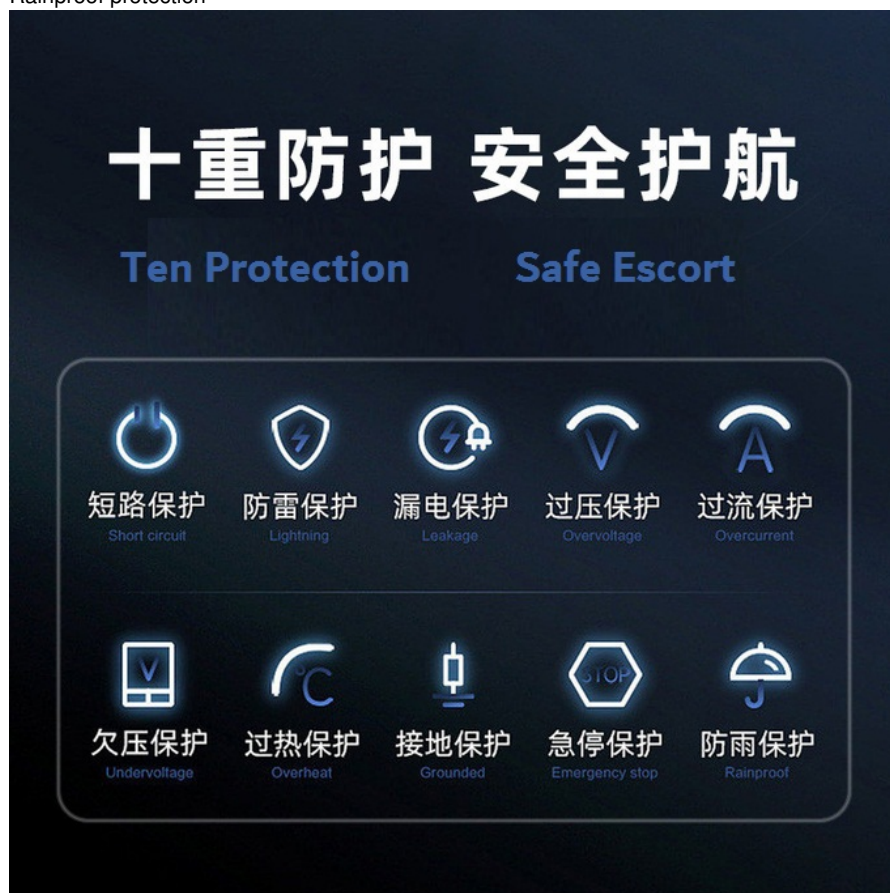 Rainproof protection
十重防护 安全护航
Ten Protection Safe Escort
V A
短路保护 防雷保护 漏电保护 过压保护 过流保护
Short circuit Lightning Leakage Overvoltage Overcurrent
V °C STOP
欠压保护 过热保护 接地保护 急停保护 防雨保护
Undervoltage Overheat Grounded Emergency stop Rainproof